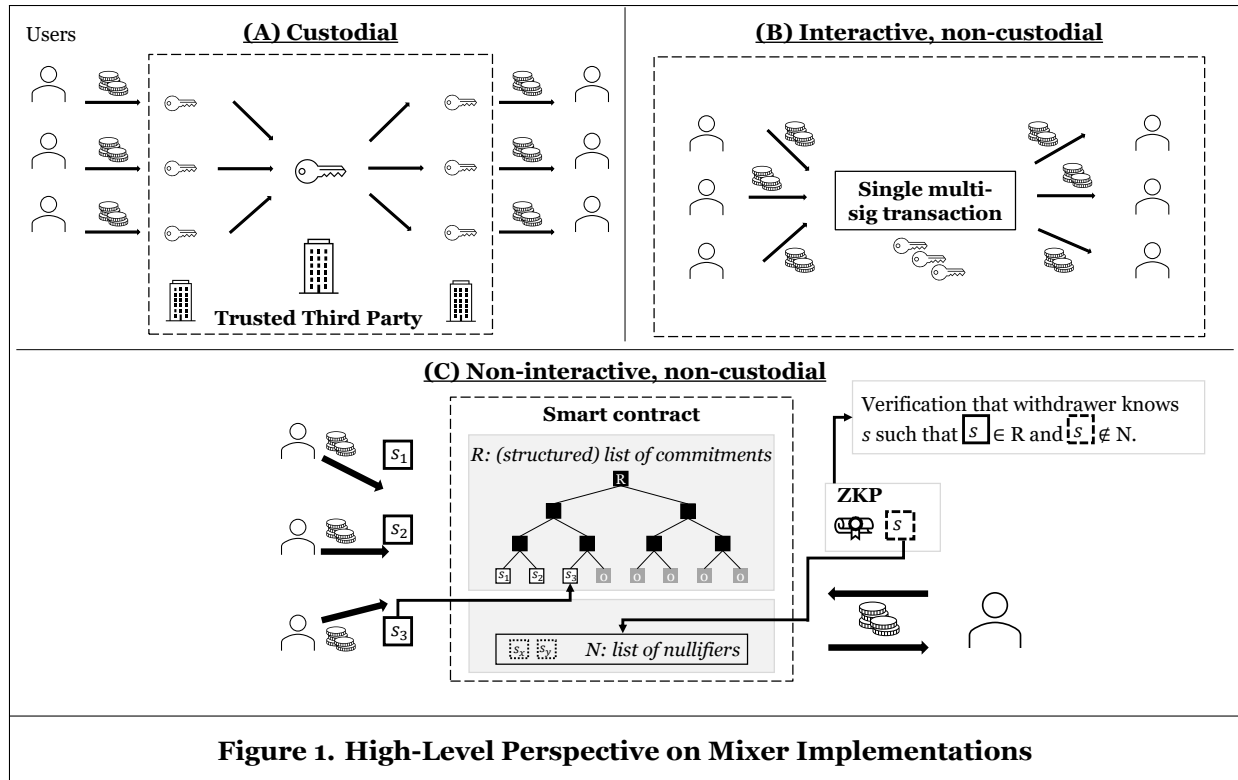 (A) Custodial
Users
Trusted Third Party
(B) Interactive, non-custodial
Single multi-
sig transaction
(C) Non-interactive, non-custodial
Smart contract
R: (structured) list of commitments
R
s1
s2
s3
s1 s2 s3 0 0 0 0 0
sx sy N: list of nullifiers
Verification that withdrawer knows
s such that s ∈ R and s ∉ N.
ZKP
s
Figure 1. High-Level Perspective on Mixer Implementations